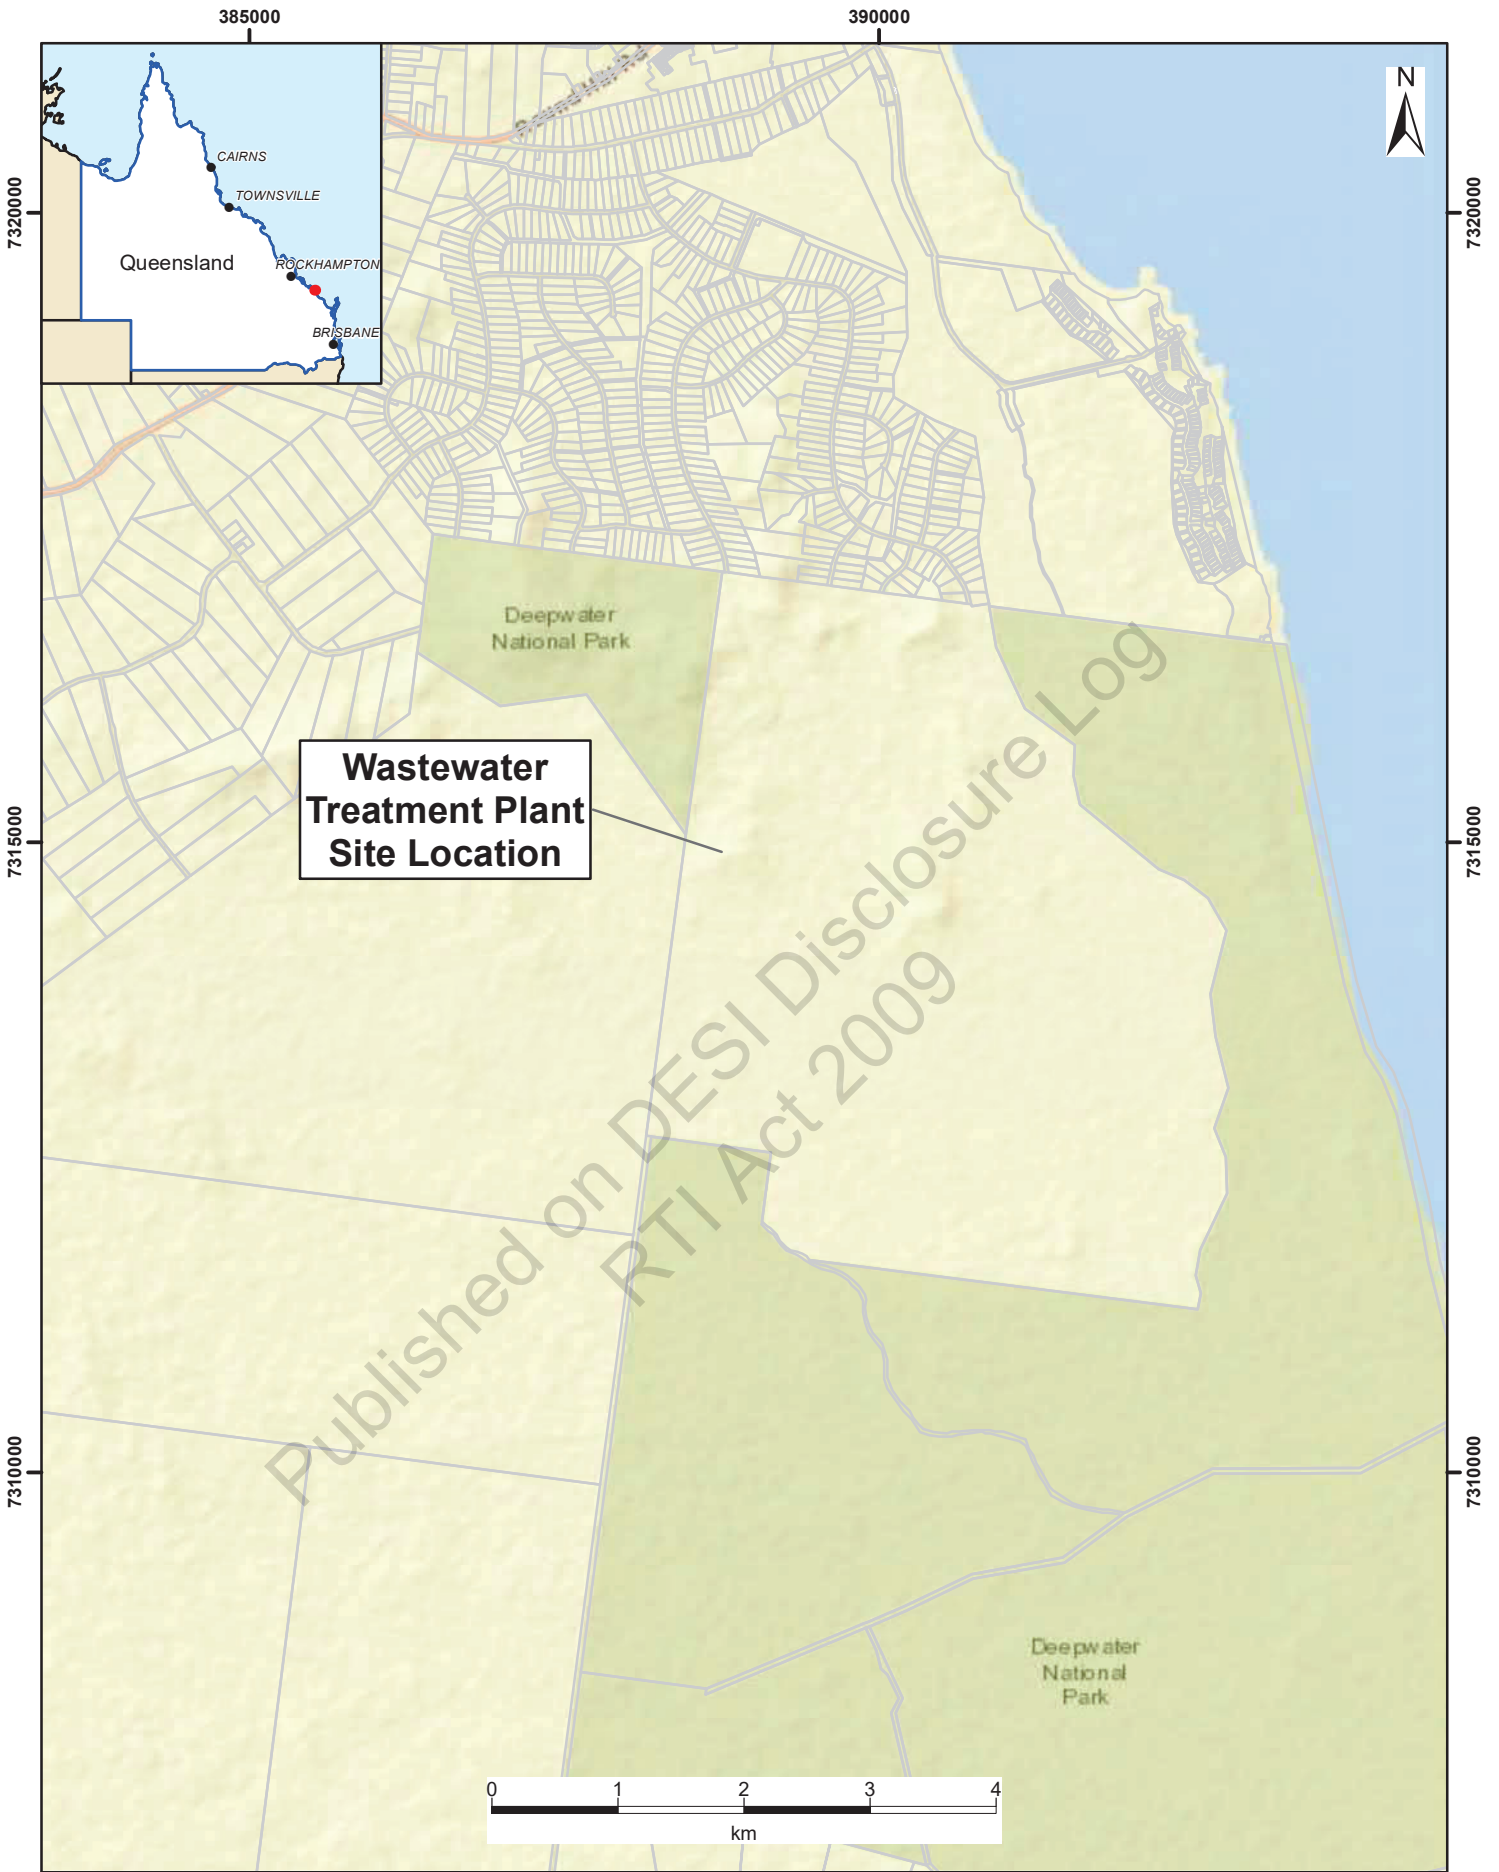 385000
390000
N
7320000
7320000
CAIRNS
TOWNSVILLE
Queensland
ROCKHAMPTON
BRISBANE
Deepwater
National Park
Wastewater
Treatment Plant
Site Location
7315000
7315000
Published on DESI Disclosure Log
RTI Act 2009
7310000
7310000
Deepwater
National
Park
0 1 2 3 4
km